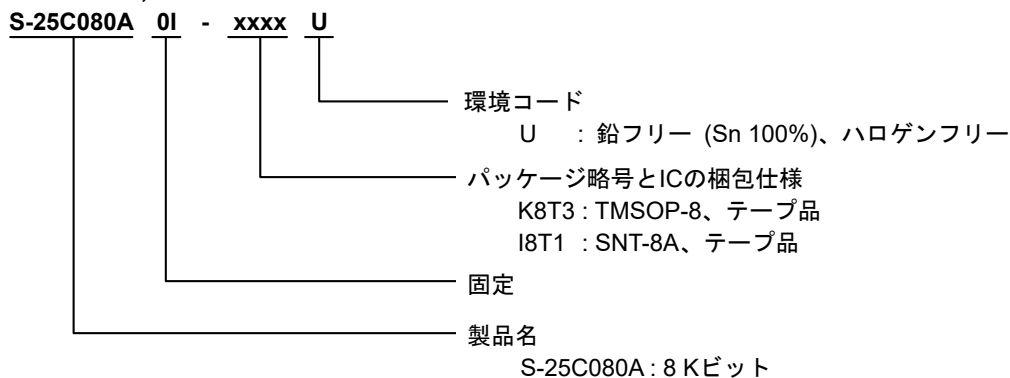 S-25C080A 0I - xxxx U
環境コード
U : 鉛フリー (Sn 100%)、ハロゲンフリー
パッケージ略号とICの梱包仕様
K8T3 : TMSOP-8、テープ品
I8T1 : SNT-8A、テープ品
固定
製品名
S-25C080A : 8 Kビット